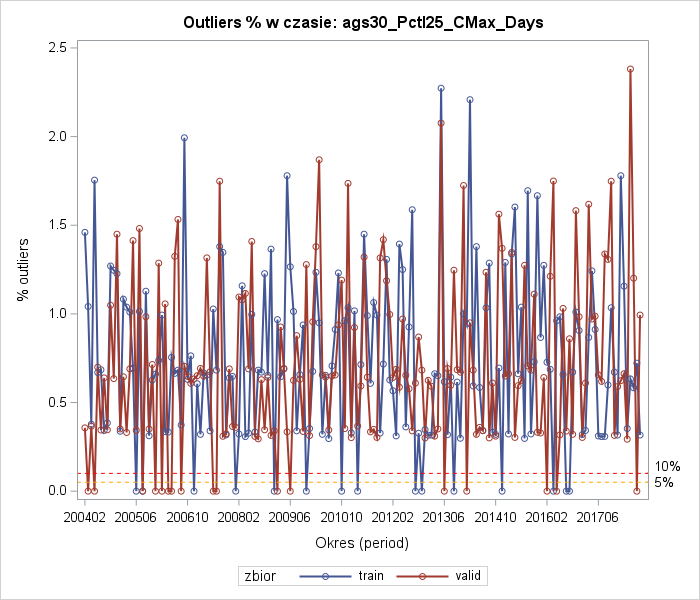 Outliers % w czasie: ags30_Pctl25_CMax_Days
% outliers
2.5
2.0
1.5
1.0
0.5
0.0
10%
5%
200402 200506 200610 200802 200906 201010 201202 201306 201410 201602 201706
Okres (period)
zbior train valid